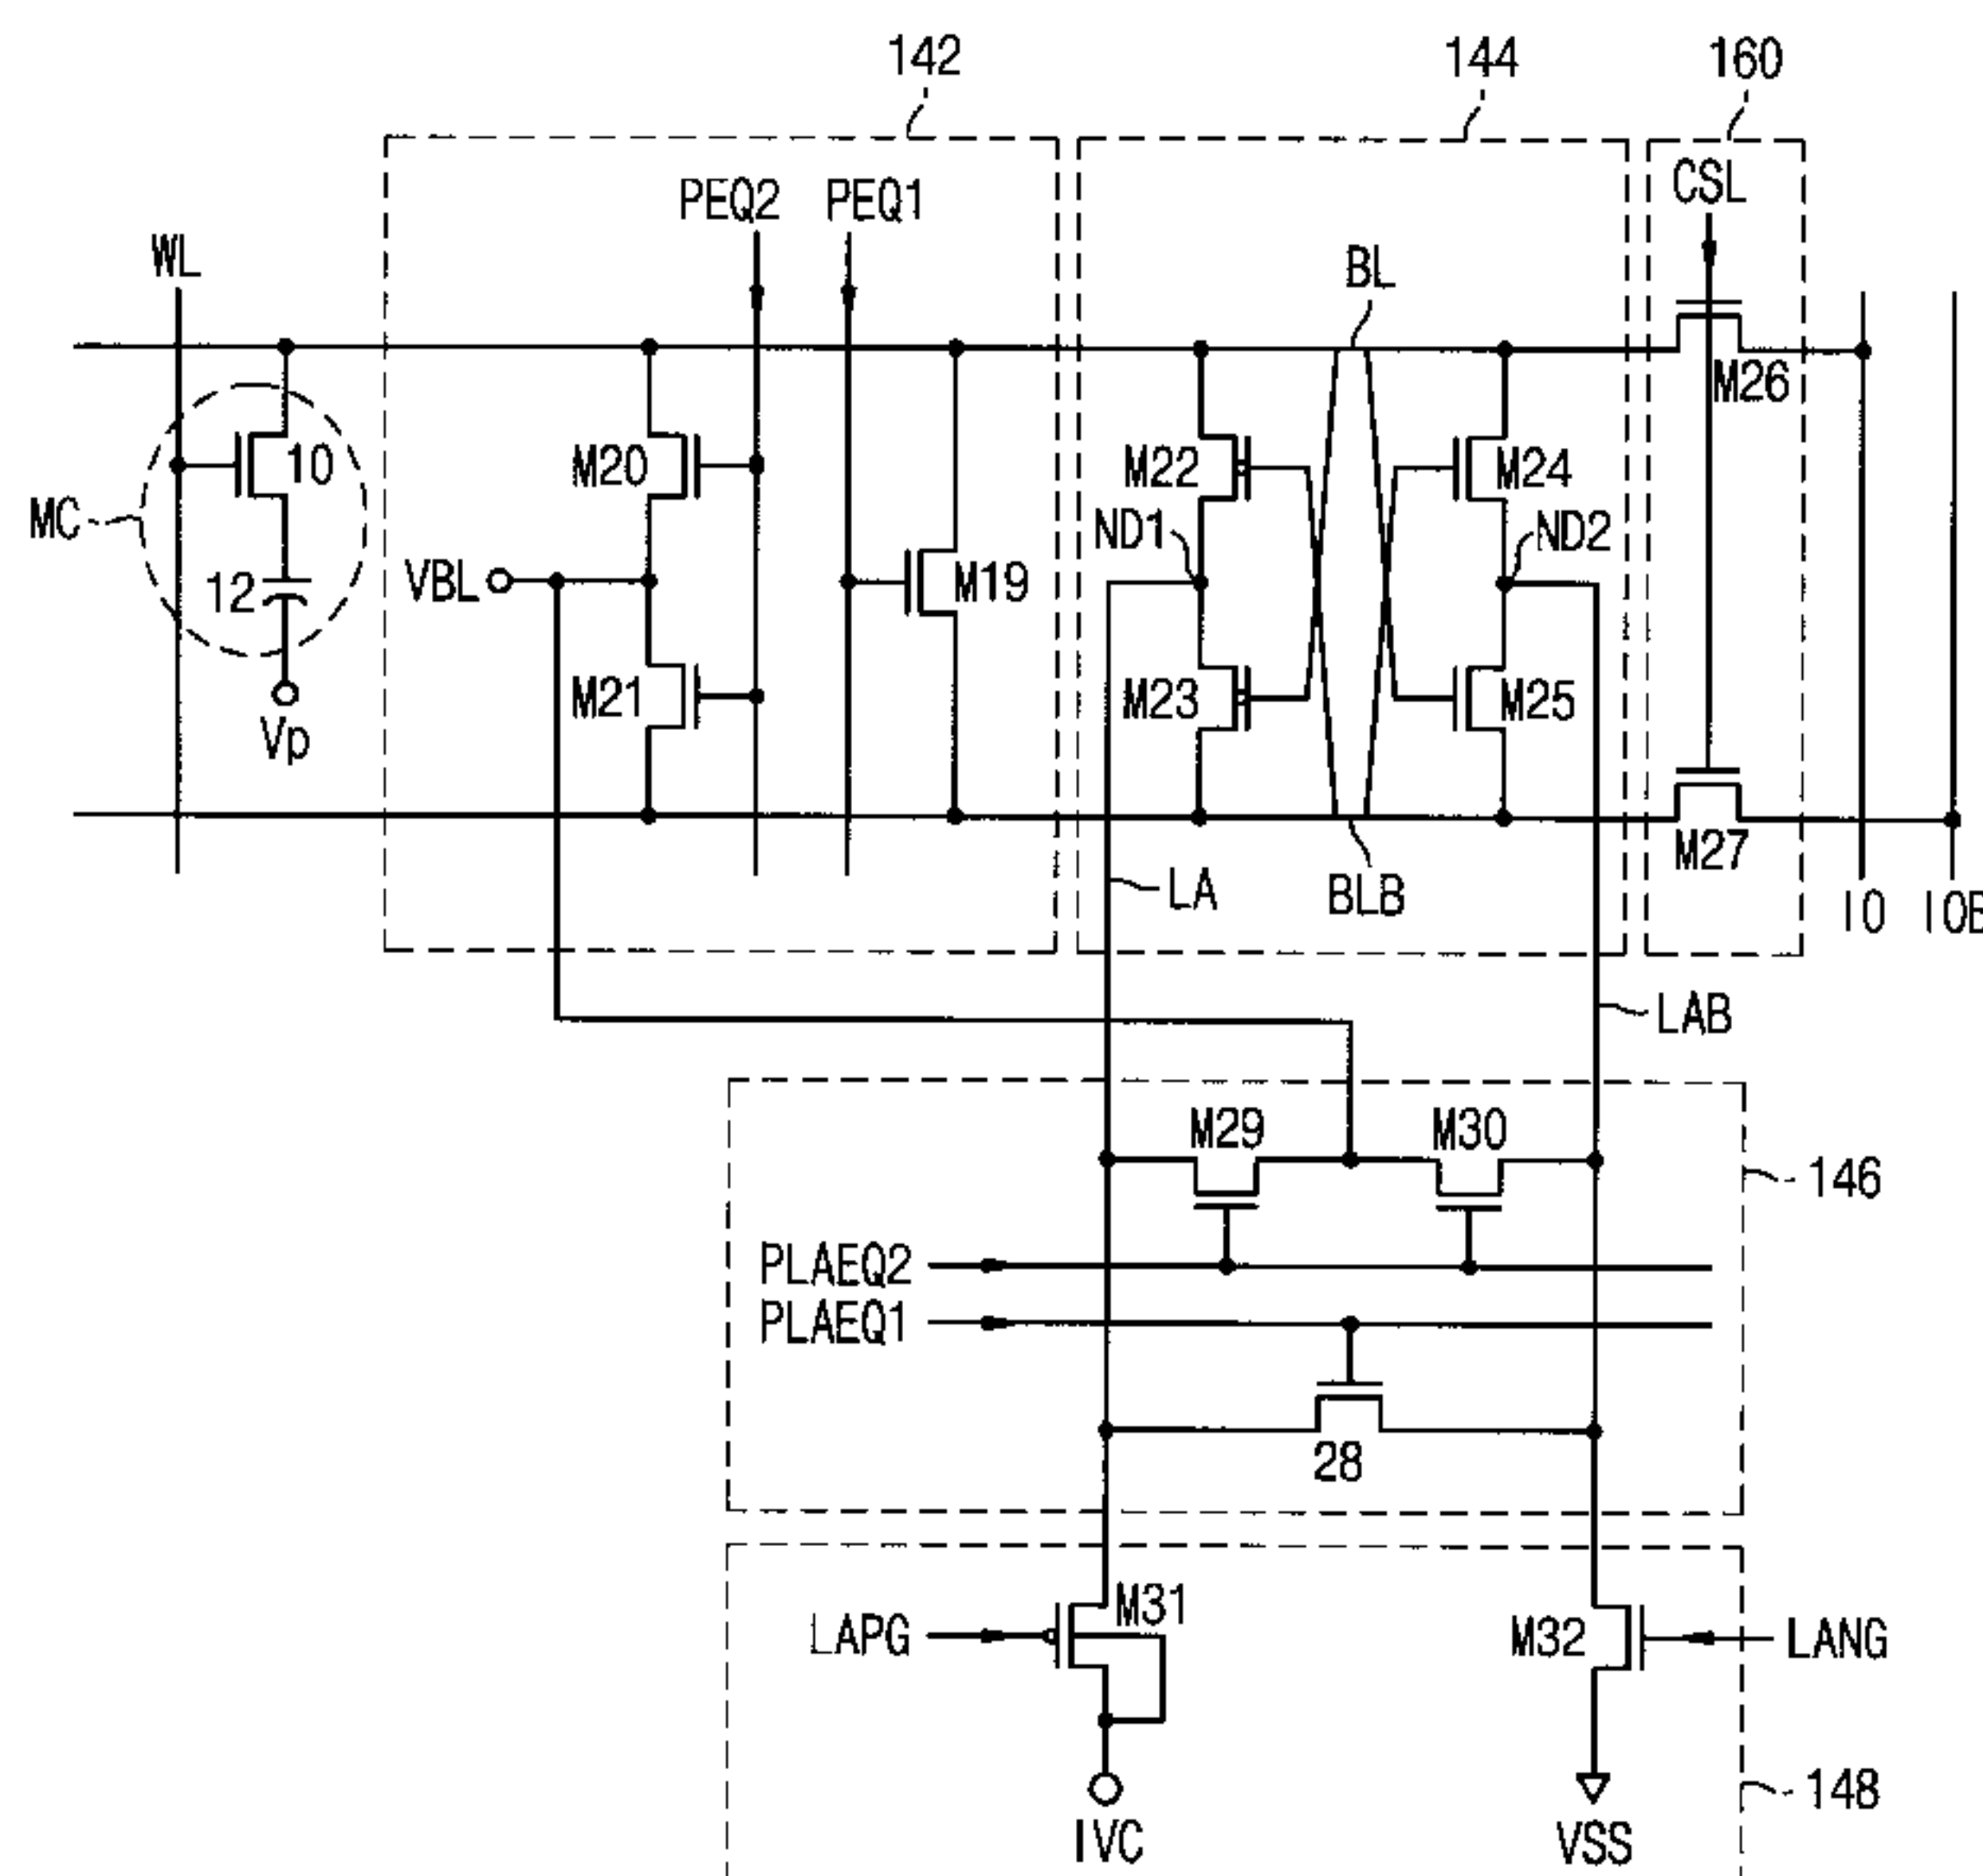 142
144
160
PEQ2
PEQ1
CSL
WL
BL
M26
10
M20
M22
M24
MC
ND1
ND2
VBL
12
M19
M21
M23
M25
Vp
M27
LA
BLB
IO
IOB
LAB
M29
M30
146
PLAEQ2
PLAEQ1
28
M31
LAPG
M32
LANG
148
IVC
VSS